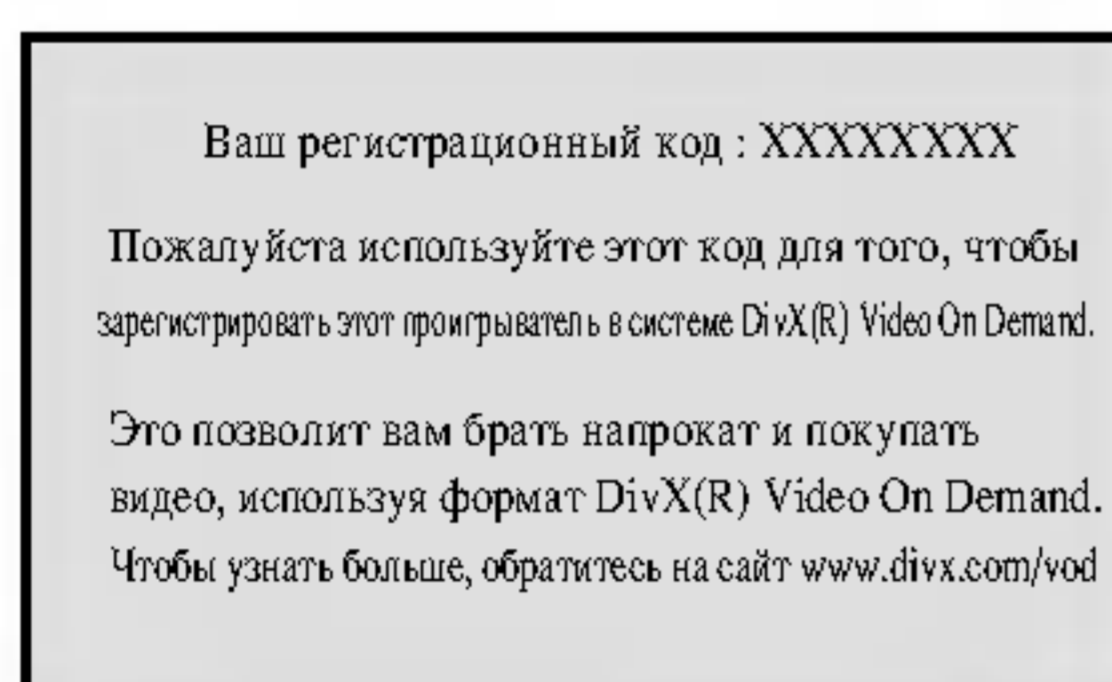 Ваш регистрационный код : XXXXXXXX
Пожалуйста используйте этот код для того, чтобы
зарегистрировать этот проигрыватель в системе DivX(R) Video On Demand.
Это позволит вам брать напрокат и покупать
видео, используя формат DivX(R) Video On Demand.
Чтобы узнать больше, обратитесь на сайт www.divx.com/vod